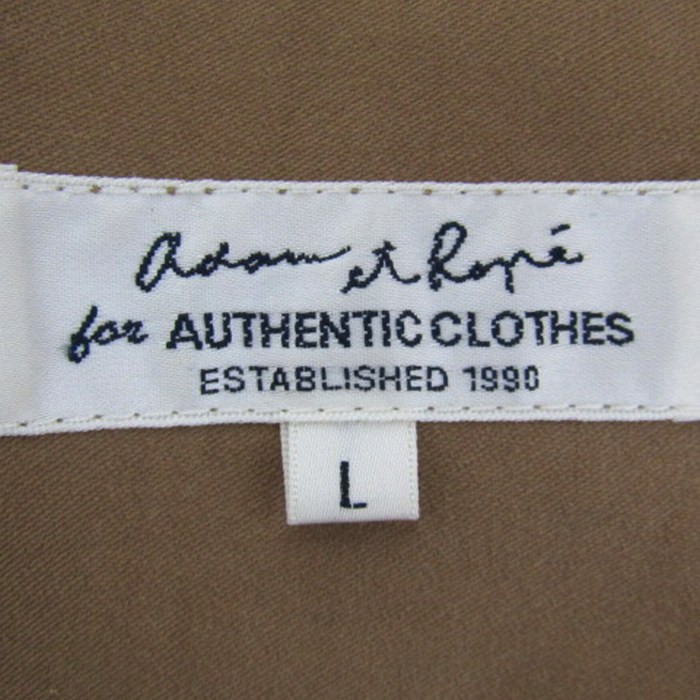 Adam et Ropé
for AUTHENTIC CLOTHES
ESTABLISHED 1990
L